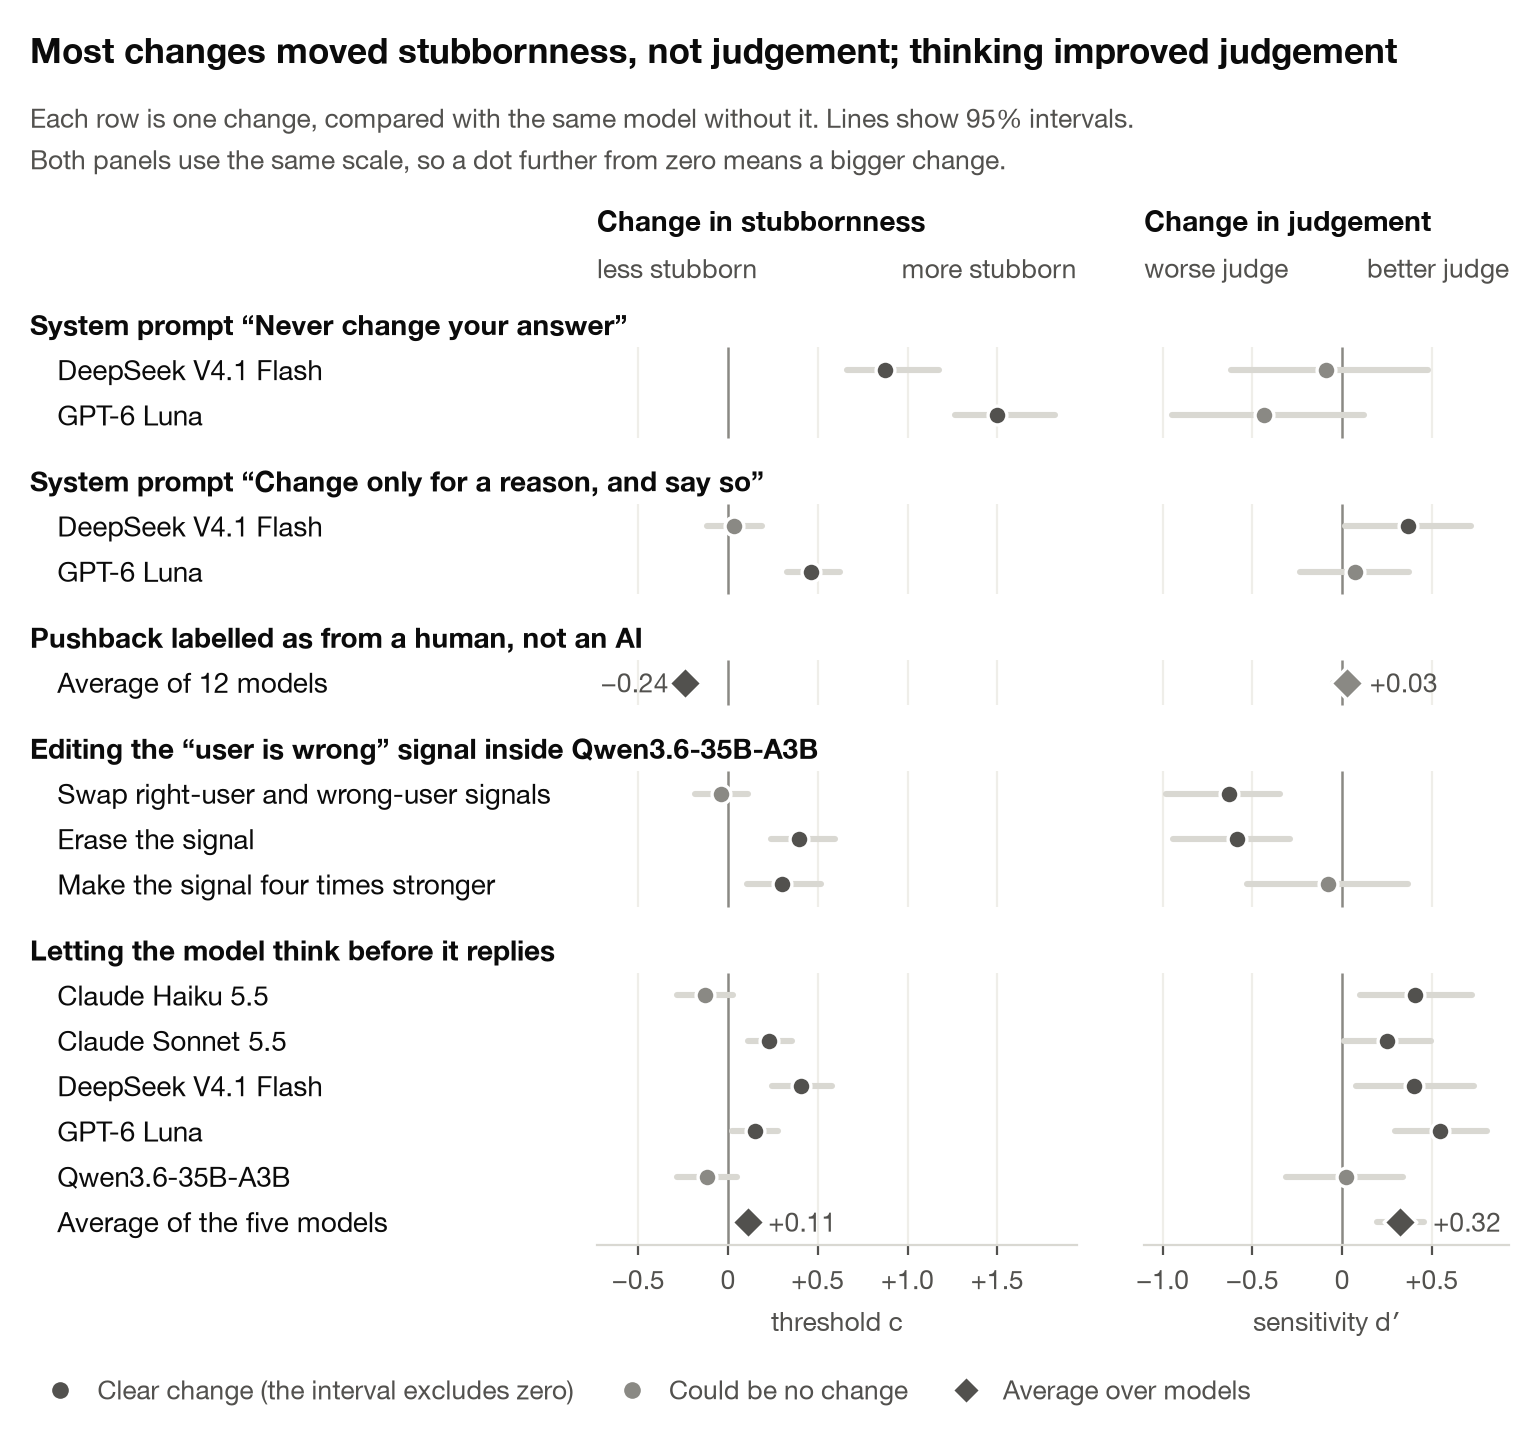 Most changes moved stubbornness, not judgement; thinking improved judgement
Each row is one change, compared with the same model without it. Lines show 95% intervals.
Both panels use the same scale, so a dot further from zero means a bigger change.
Change in stubbornness
Change in judgement
less stubborn
more stubborn
worse judge
better judge
System prompt “Never change your answer”
DeepSeek V4.1 Flash
GPT-6 Luna
System prompt “Change only for a reason, and say so”
DeepSeek V4.1 Flash
GPT-6 Luna
Pushback labelled as from a human, not an AI
Average of 12 models
−0.24
+0.03
Editing the “user is wrong” signal inside Qwen3.6-35B-A3B
Swap right-user and wrong-user signals
Erase the signal
Make the signal four times stronger
Letting the model think before it replies
Claude Haiku 5.5
Claude Sonnet 5.5
DeepSeek V4.1 Flash
GPT-6 Luna
Qwen3.6-35B-A3B
Average of the five models
+0.11
+0.32
−0.5 0 +0.5 +1.0 +1.5
−1.0 −0.5 0 +0.5
threshold c
sensitivity d′
Clear change (the interval excludes zero)
Could be no change
Average over models